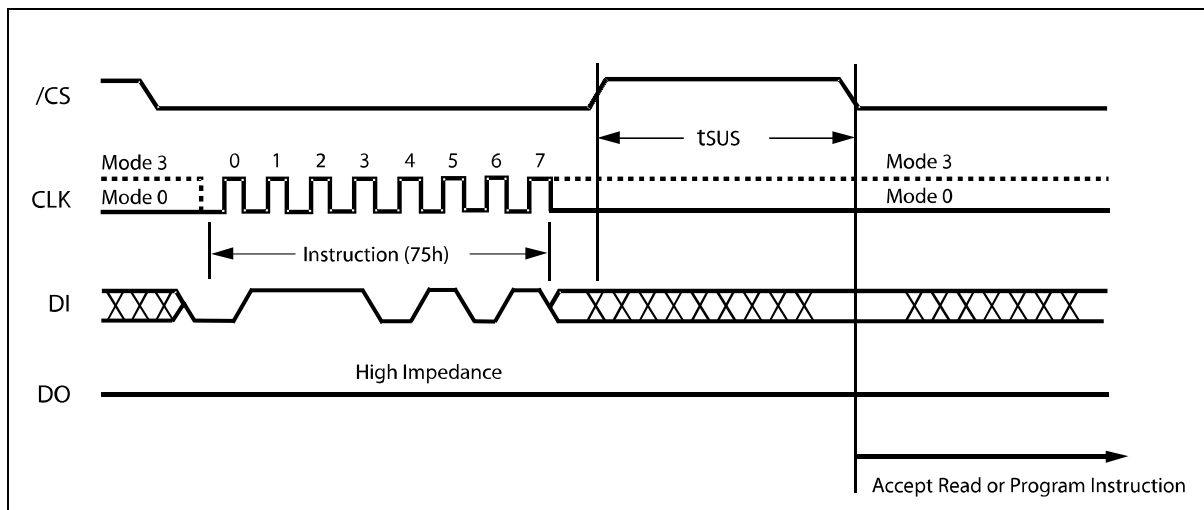 /CS
tSUS
Mode 3 0 1 2 3 4 5 6 7 Mode 3
CLK Mode 0 Mode 0
Instruction (75h)
DI
High Impedance
DO
Accept Read or Program Instruction